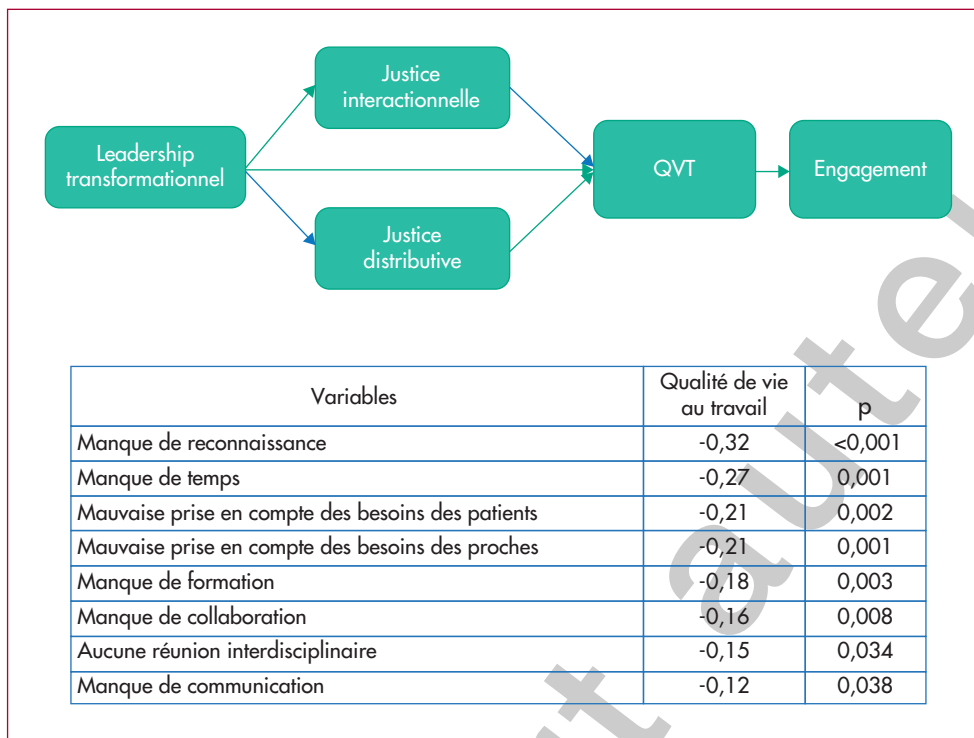 Justice
interactionnelle
Leadership
transformationnel
QVT
Engagement
Justice
distributive
Variables
Qualité de vie
au travail
p
Manque de reconnaissance -0,32 <0,001
Manque de temps -0,27 0,001
Mauvaise prise en compte des besoins des patients -0,21 0,002
Mauvaise prise en compte des besoins des proches -0,21 0,001
Manque de formation -0,18 0,003
Manque de collaboration -0,16 0,008
Aucune réunion interdisciplinaire -0,15 0,034
Manque de communication -0,12 0,038